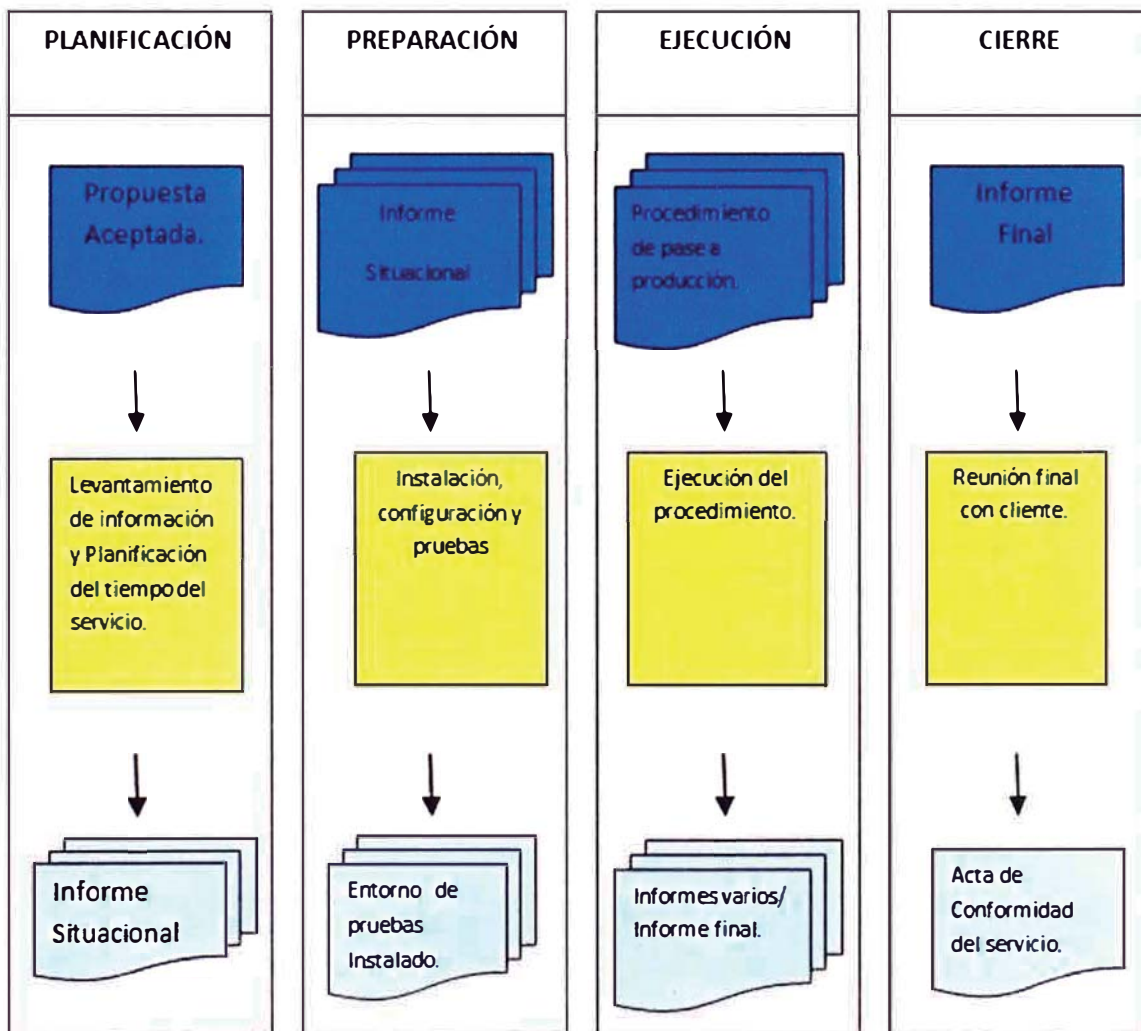 PLANIFICACIÓN
PREPARACIÓN
EJECUCIÓN
CIERRE
Propuesta
Aceptada.
Informe
Situacional
Procedimiento
de pase a
producción.
Informe
Final
Levantamiento
de información
y Planificación
del tiempo del
servicio.
Instalación,
configuración y
pruebas
Ejecución del
procedimiento.
Reunión final
con cliente.
Informe
Situacional
Entorno de
pruebas
Instalado.
Informes varios/
Informe final.
Acta de
Conformidad
del servicio.